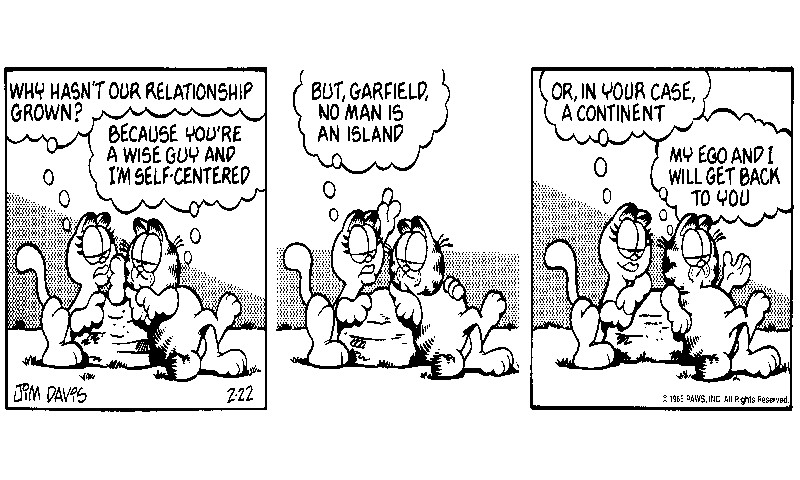 WHY HASN'T OUR RELATIONSHIP
GROWN?
BECAUSE YOU'RE
A WISE GUY AND
I'M SELF-CENTERED
JIM DAVIS
2-22
BUT, GARFIELD,
NO MAN IS
AN ISLAND
OR, IN YOUR CASE,
A CONTINENT
MY EGO AND I
WILL GET BACK
TO YOU
© PAWS, INC. All Rights Reserved.